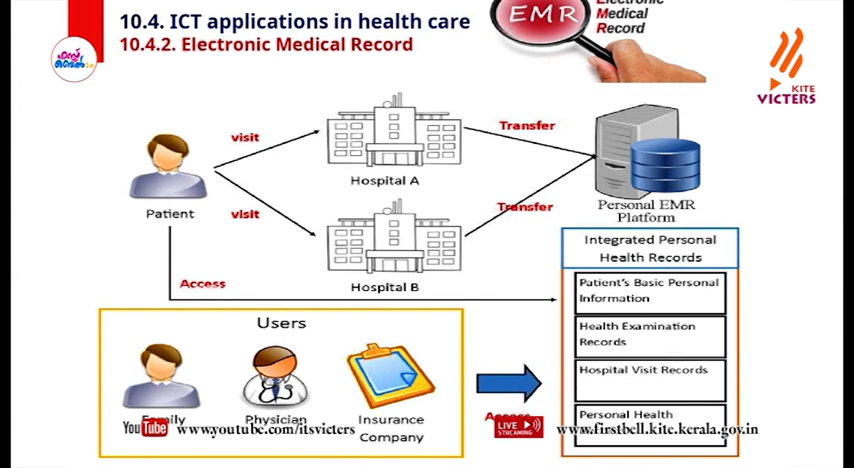 10.4. ICT applications in health care
10.4.2. Electronic Medical Record
EMR
Electronic
Medical
Record
KITE
VICTERS
visit
Transfer
Hospital A
Patient
visit
Transfer
Personal EMR
Platform
Hospital B
Access
Integrated Personal
Health Records
Patient's Basic Personal
Information
Health Examination
Records
Hospital Visit Records
Personal Health
Users
Family
Physician
Insurance
Company
Access
YouTube
www.youtube.com/itsvicters
LIVE
STREAMING
www.firstbell.kite.kerala.gov.in